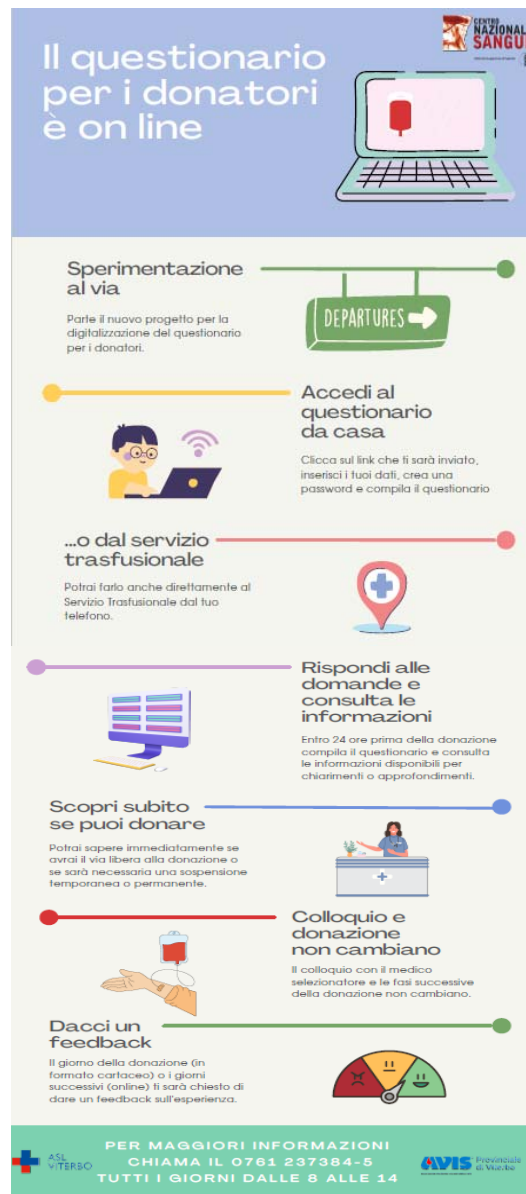 Il questionario
per i donatori
è on line
CENTRO
NAZIONAL
SANGU
Sperimentazione
al via
Parte il nuovo progetto per la
digitalizzazione del questionario
per i donatori.
DEPARTURES
Accedi al
questionario
da casa
Clicca sul link che ti sarà inviato,
inserisci i tuoi dati, crea una
password e compila il questionario
...o dal servizio
trasfusionale
Potrai farlo anche direttamente al
Servizio Trasfusionale dal tuo
telefono.
Rispondi alle
domande e
consulta le
informazioni
Entro 24 ore prima della donazione
compila il questionario e consulta
le informazioni disponibili per
chiarimenti o approfondimenti.
Scopri subito
se puoi donare
Potrai sapere immediatamente se
avrai il via libera alla donazione o
se sarà necessaria una sospensione
temporanea o permanente.
Colloquio e
donazione
non cambiano
Il colloquio con il medico
selezionatore e le fasi successive
della donazione non cambiano.
Dacci un
feedback
Il giorno della donazione (in
formato cartaceo) o i giorni
successivi (online) ti sarà chiesto di
dare un feedback sull'esperienza.
PER MAGGIORI INFORMAZIONI
CHIAMA IL 0761 237384-5
TUTTI I GIORNI DALLE 8 ALLE 14
ASL
VITERBO
AVIS Provinciale
di Viterbo